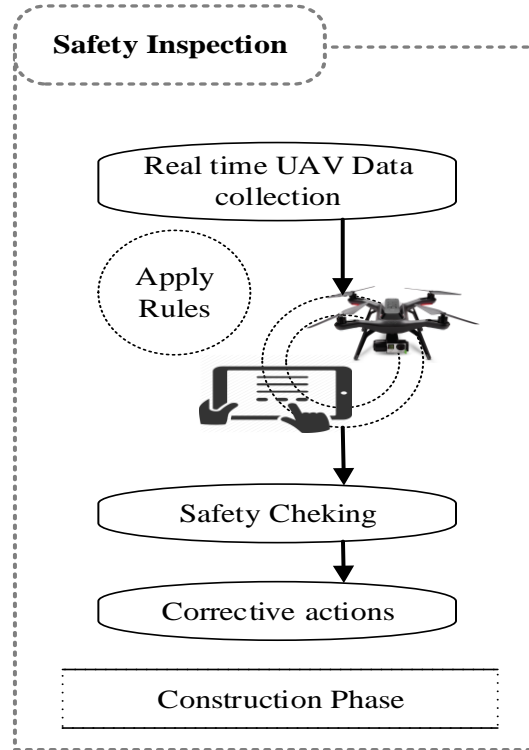 Safety Inspection
Real time UAV Data
collection
Apply
Rules
Safety Cheking
Corrective actions
Construction Phase